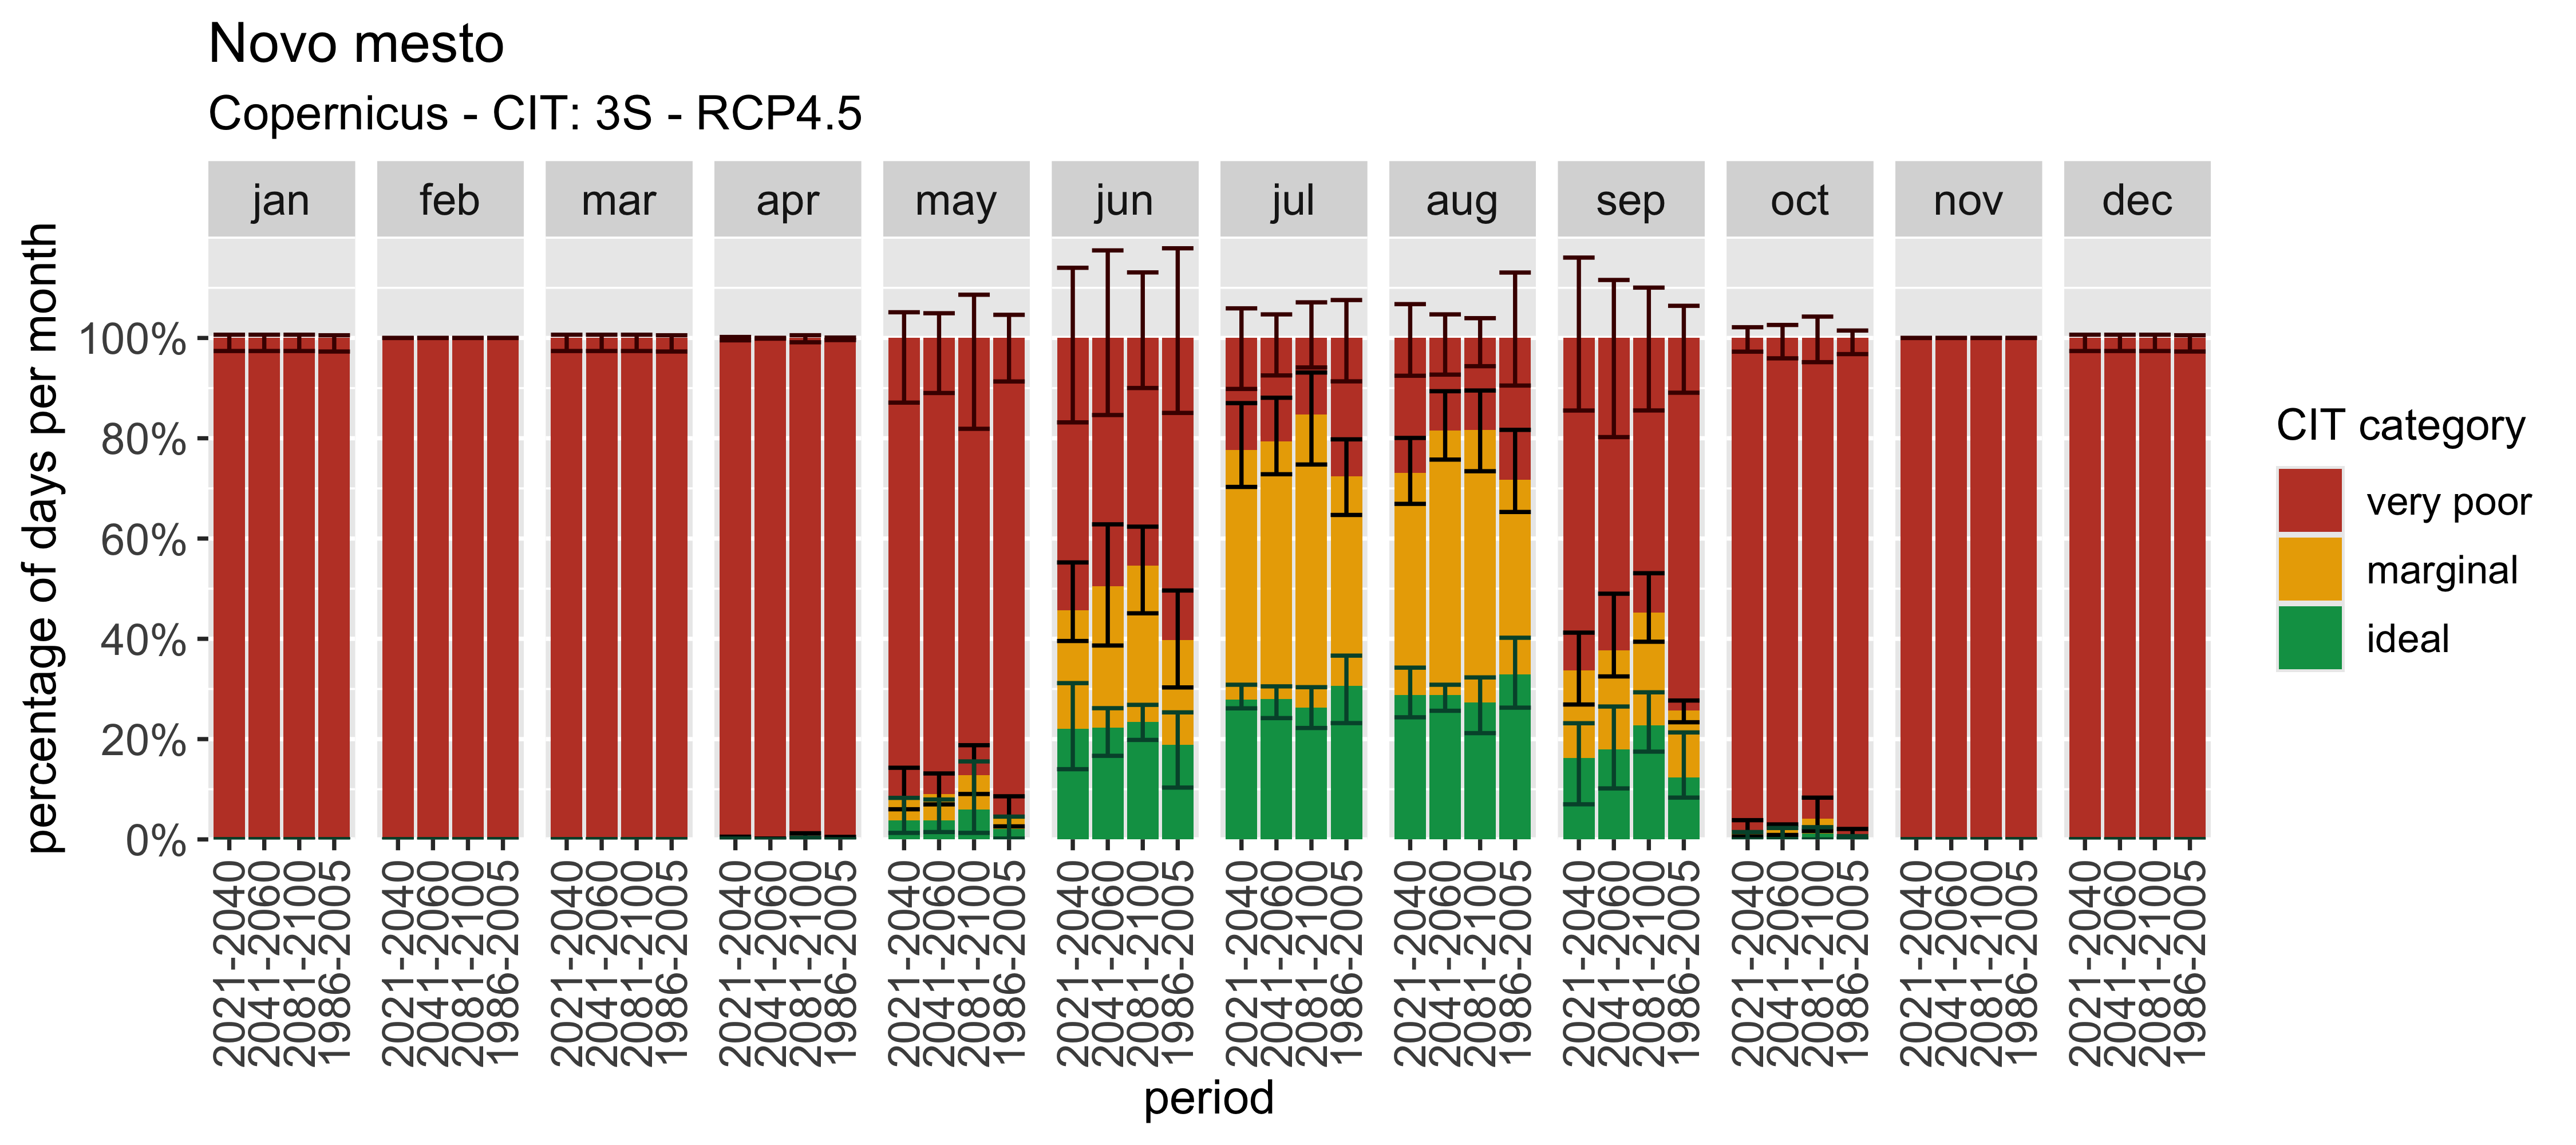 Novo mesto
Copernicus - CIT: 3S - RCP4.5
jan feb mar apr may jun jul aug sep oct nov dec
percentage of days per month
100%
80%
60%
40%
20%
0%
2021-2040 2041-2060 2081-2100 1986-2005 2021-2040 2041-2060 2081-2100 1986-2005 2021-2040 2041-2060 2081-2100 1986-2005 2021-2040 2041-2060 2081-2100 1986-2005 2021-2040 2041-2060 2081-2100 1986-2005 2021-2040 2041-2060 2081-2100 1986-2005 2021-2040 2041-2060 2081-2100 1986-2005 2021-2040 2041-2060 2081-2100 1986-2005 2021-2040 2041-2060 2081-2100 1986-2005 2021-2040 2041-2060 2081-2100 1986-2005 2021-2040 2041-2060 2081-2100 1986-2005 2021-2040 2041-2060 2081-2100 1986-2005
period
CIT category
very poor
marginal
ideal